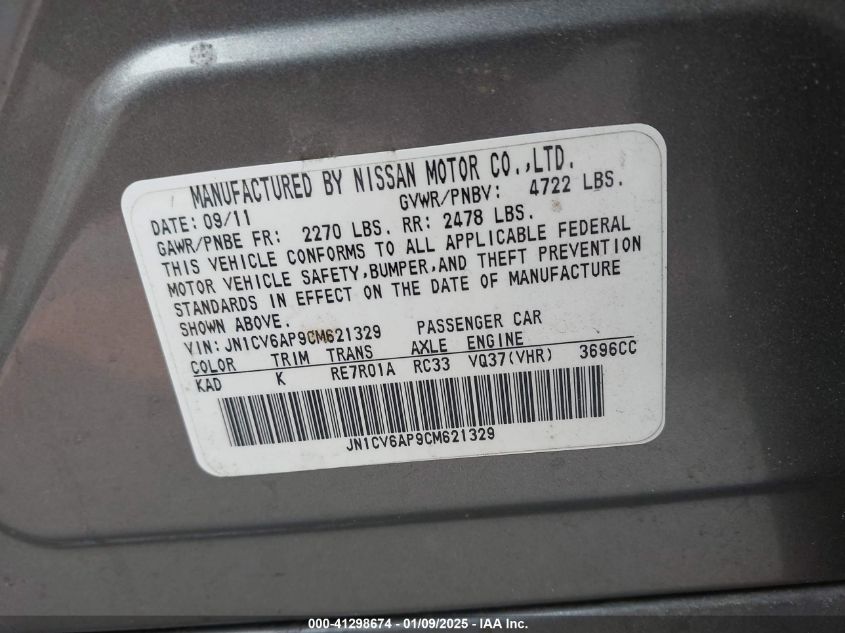 MANUFACTURED BY NISSAN MOTOR CO.,LTD.
DATE: 09/11 GVWR/PNBV: 4722 LBS.
GAWR/PNBE FR: 2270 LBS. RR: 2478 LBS.
THIS VEHICLE CONFORMS TO ALL APPLICABLE FEDERAL
MOTOR VEHICLE SAFETY,BUMPER,AND THEFT PREVENTION
STANDARDS IN EFFECT ON THE DATE OF MANUFACTURE
SHOWN ABOVE.
VIN: JN1CV6AP9CM621329 PASSENGER CAR
COLOR TRIM TRANS AXLE ENGINE
KAD K RE7R01A RC33 VQ37(VHR) 3696CC
JN1CV6AP9CM621329
000-41298674 - 01/09/2025 - IAA Inc.